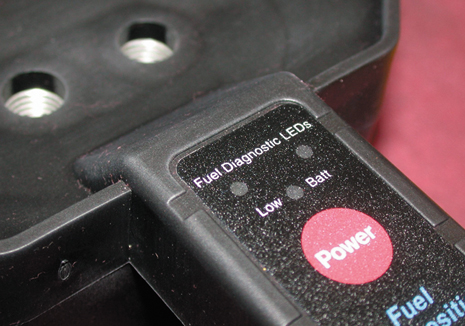 Fuel Diagnostic LEDs
Low Batt
Power
Fuel